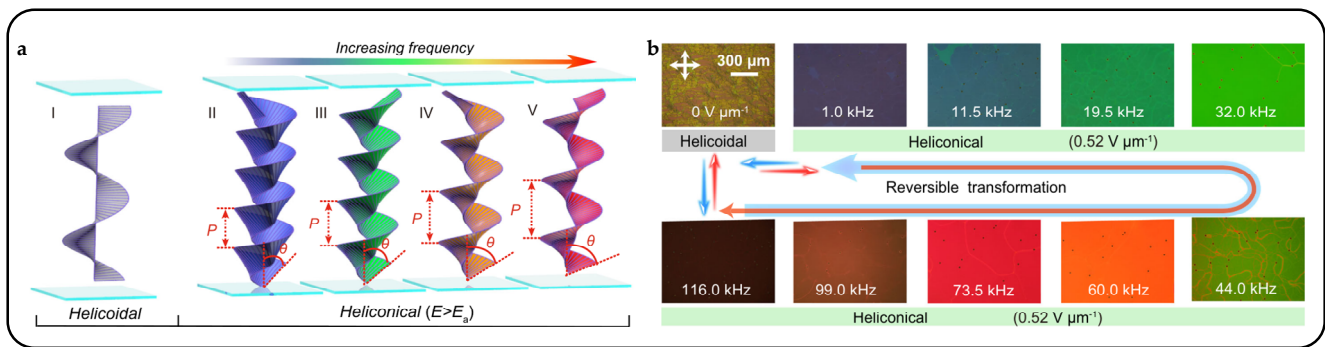 a
Increasing frequency
I
II
III
IV
V
P
θ
P
θ
P
θ
P
θ
Helicoidal
Heliconical (E>Ea)
b
300 µm
0 V µm⁻¹
1.0 kHz
11.5 kHz
19.5 kHz
32.0 kHz
Helicoidal
Heliconical (0.52 V µm⁻¹)
Reversible transformation
116.0 kHz
99.0 kHz
73.5 kHz
60.0 kHz
44.0 kHz
Heliconical (0.52 V µm⁻¹)